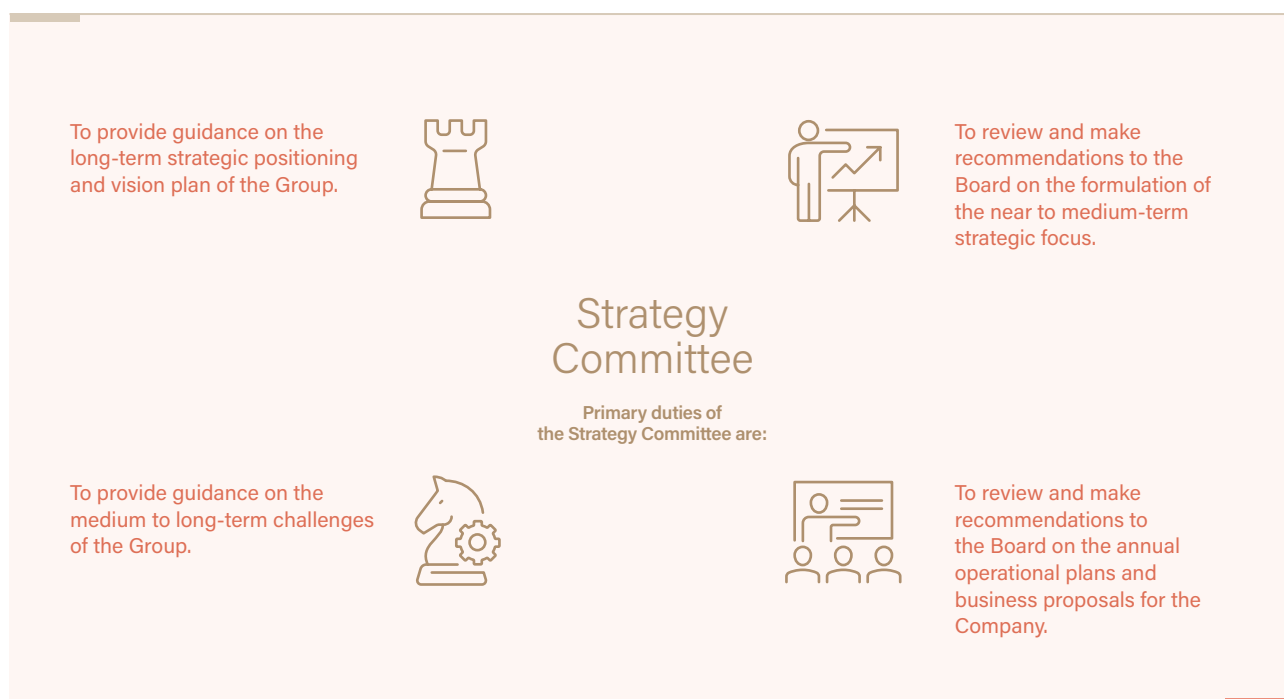 To provide guidance on the
long-term strategic positioning
and vision plan of the Group.
To review and make
recommendations to the
Board on the formulation of
the near to medium-term
strategic focus.
Strategy
Committee
Primary duties of
the Strategy Committee are:
To provide guidance on the
medium to long-term challenges
of the Group.
To review and make
recommendations to
the Board on the annual
operational plans and
business proposals for the
Company.